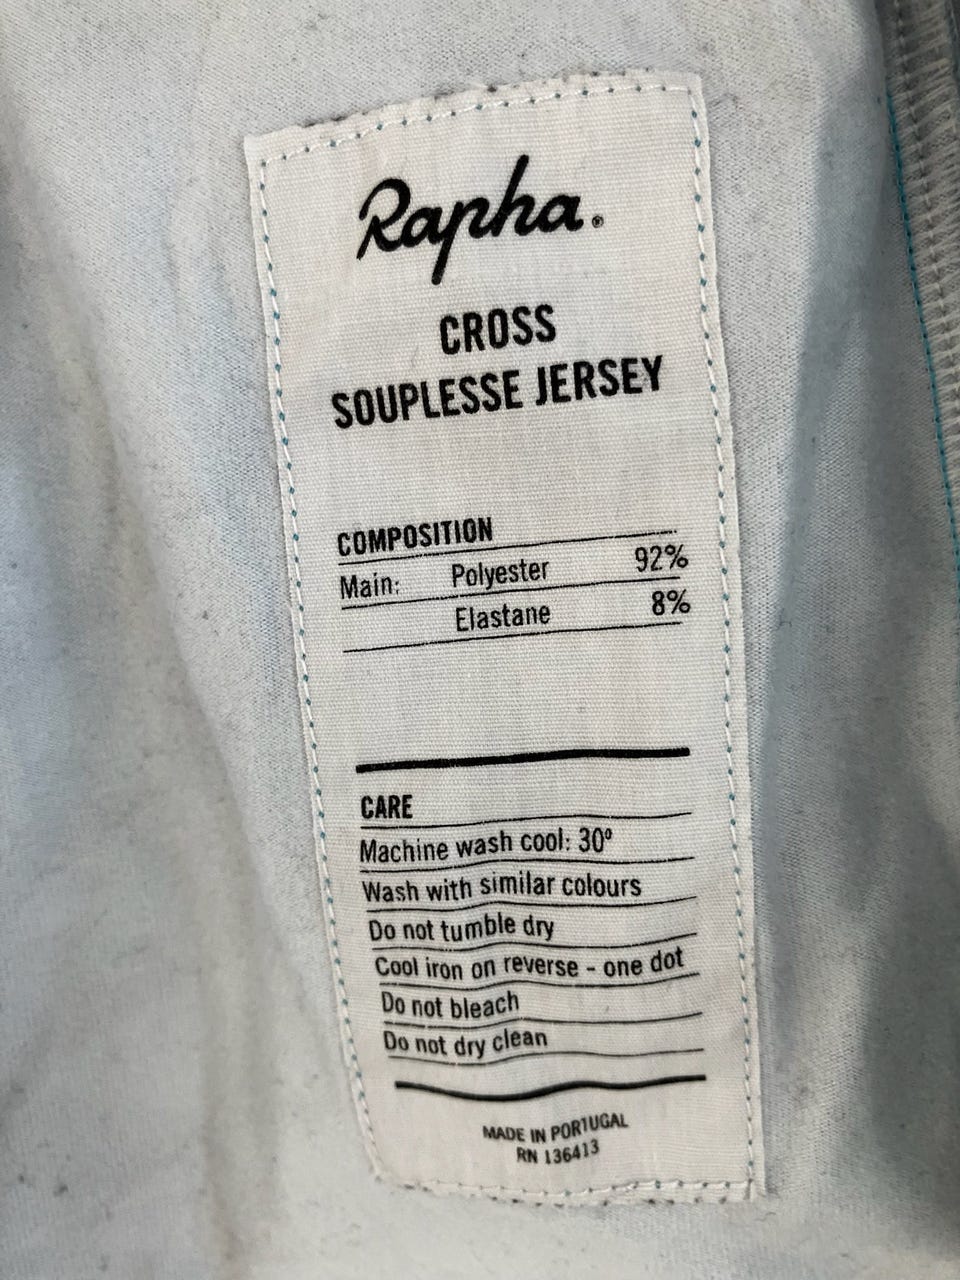 Rapha.®
CROSS
SOUPLESSE JERSEY
COMPOSITION
Main: Polyester 92%
Elastane 8%
CARE
Machine wash cool: 30º
Wash with similar colours
Do not tumble dry
Cool iron on reverse - one dot
Do not bleach
Do not dry clean
MADE IN PORTUGAL
RN 136413